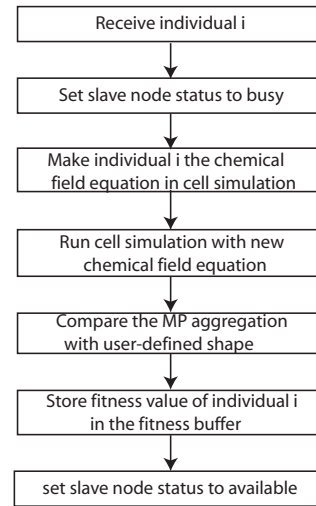 Receive individual i
Set slave node status to busy
Make individual i the chemical
field equation in cell simulation
Run cell simulation with new
chemical field equation
Compare the MP aggregation
with user-defined shape
Store fitness value of individual i
in the fitness buffer
set slave node status to available